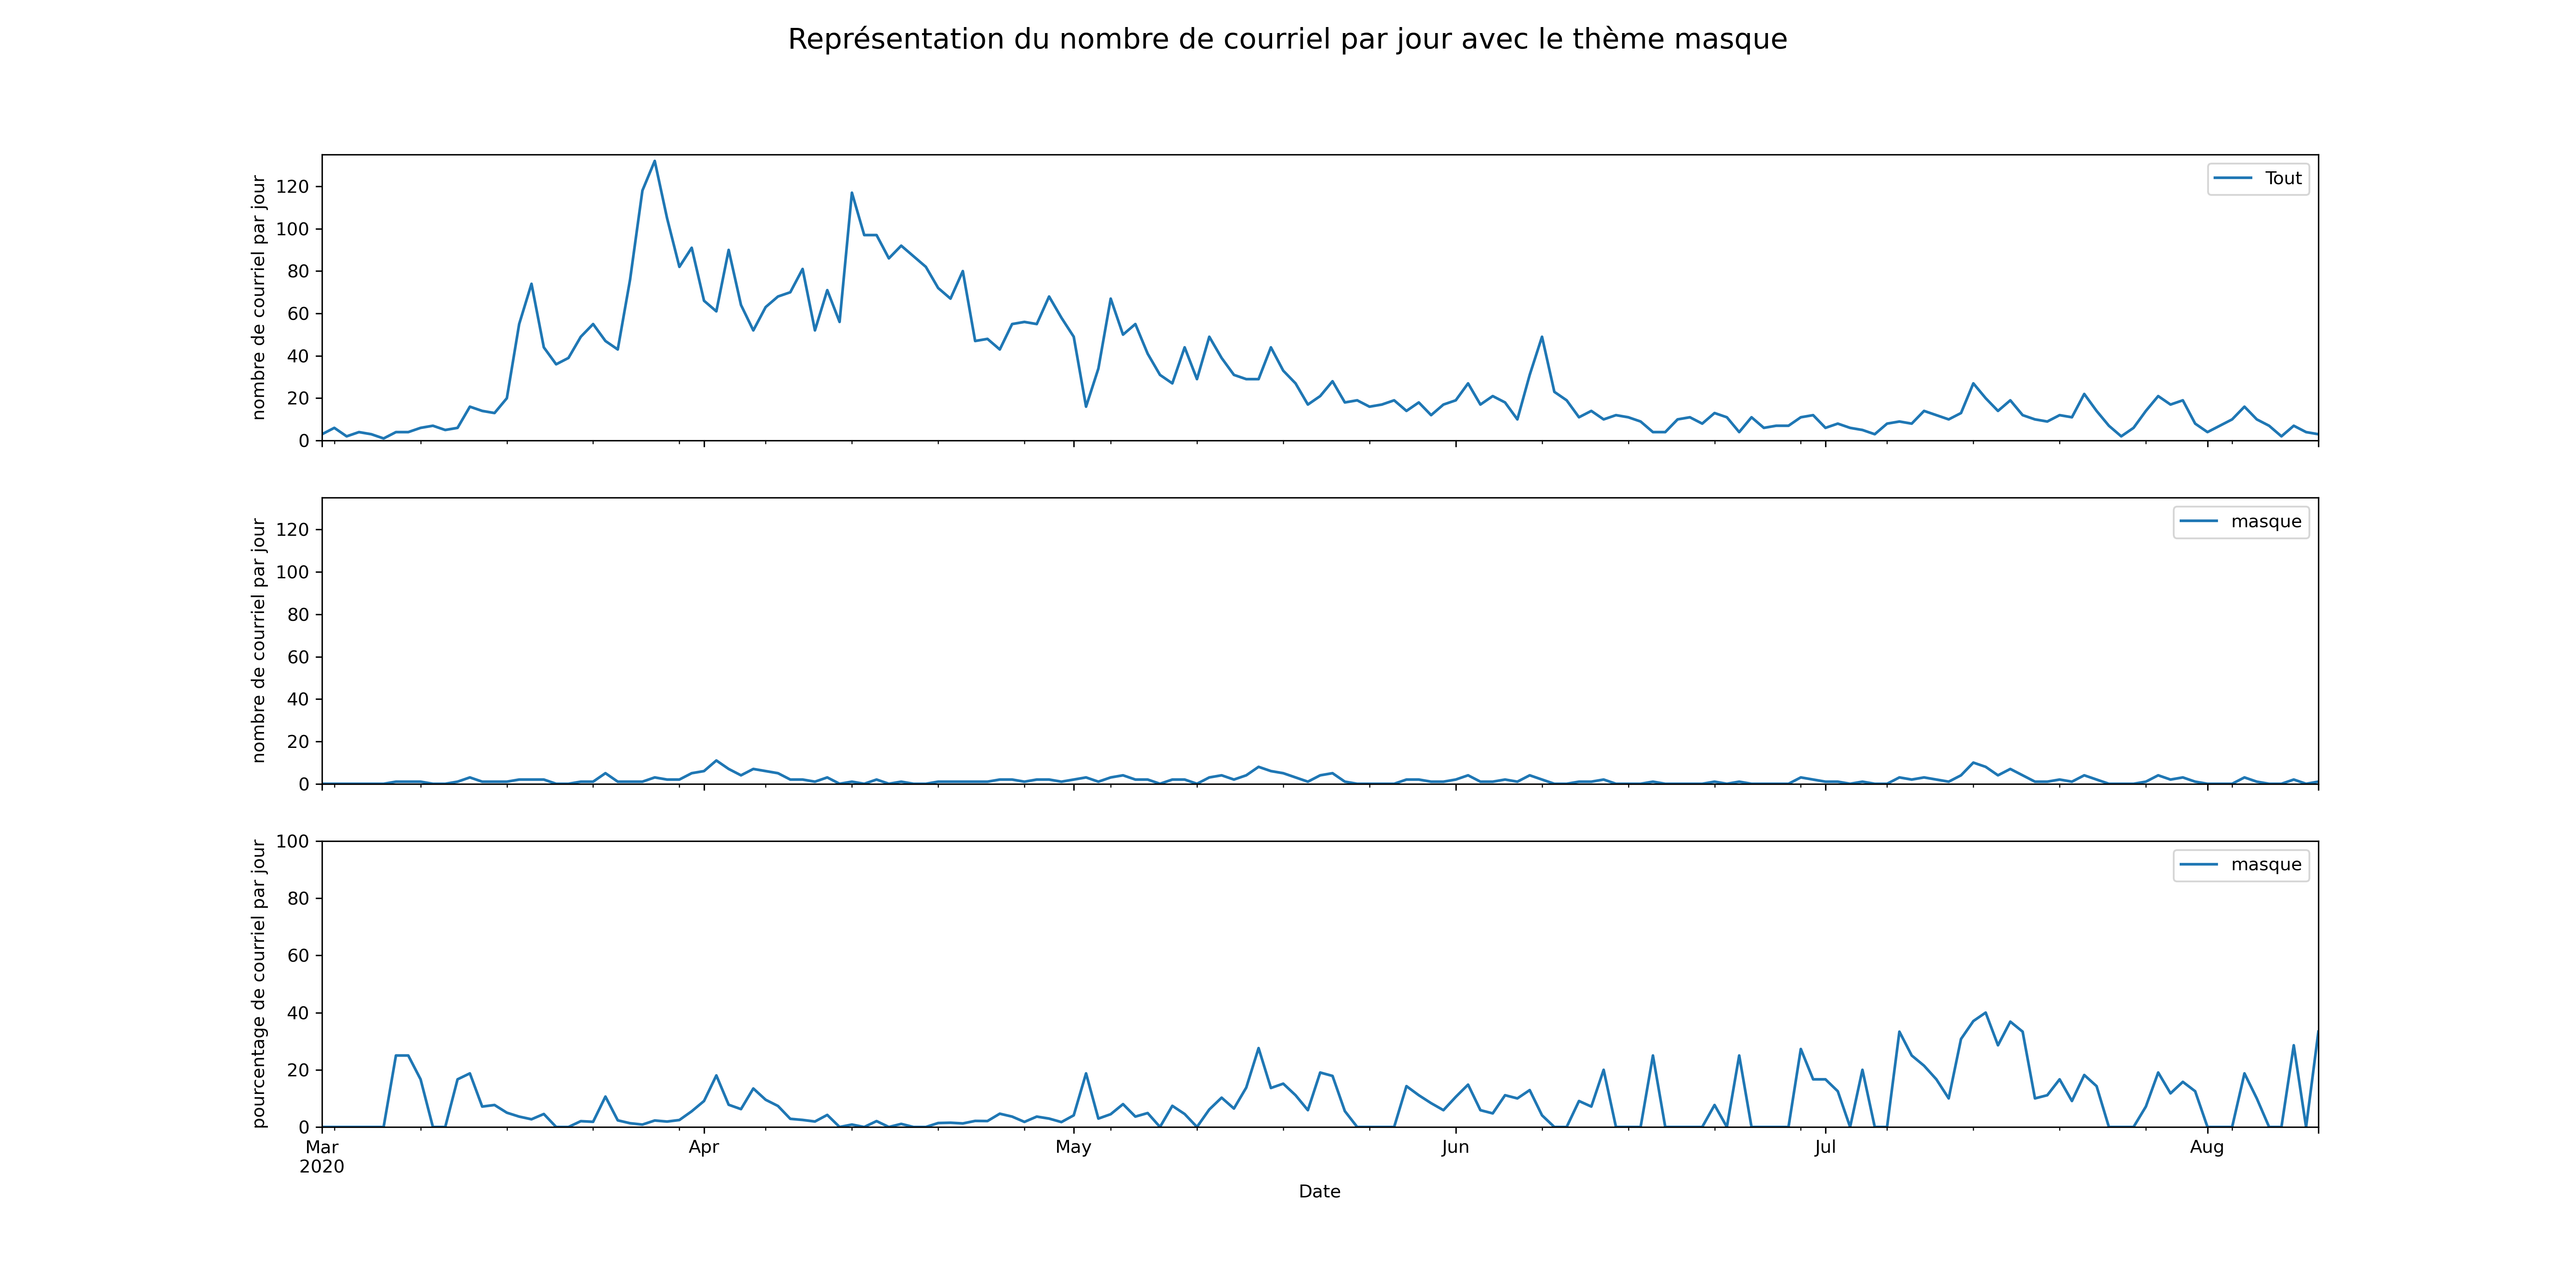 Représentation du nombre de courriel par jour avec le thème masque
nombre de courriel par jour
120
100
80
60
40
20
0
Tout
nombre de courriel par jour
120
100
80
60
40
20
0
masque
pourcentage de courriel par jour
100
80
60
40
20
0
masque
Mar Apr May Jun Jul Aug
2020
Date